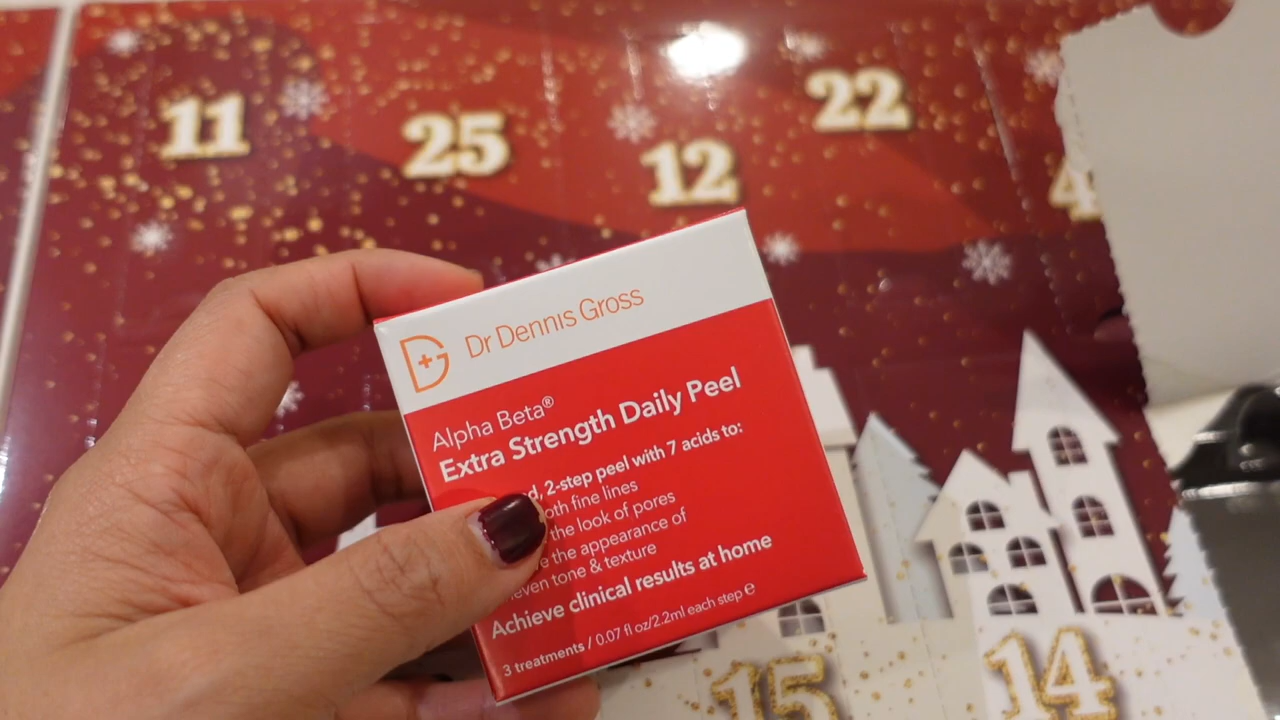 11
25
12
22
4
Dr Dennis Gross
Alpha Beta®
Extra Strength Daily Peel
2-step peel with 7 acids to:
fine lines
the look of pores
the appearance of
tone & texture
Achieve clinical results at home
3 treatments / 0.07 fl oz/2.2ml each step ℮
15
14